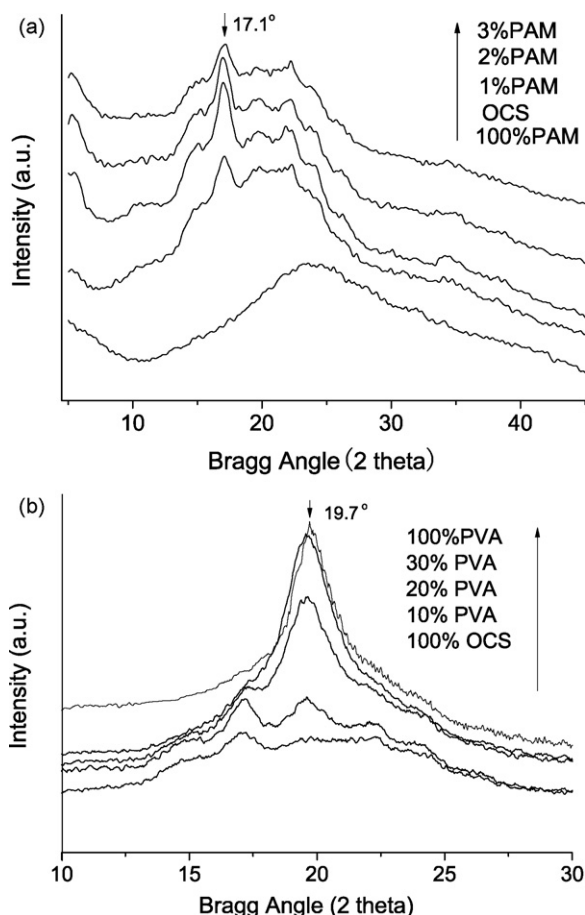 (a)
17.1°
3%PAM
2%PAM
1%PAM
OCS
100%PAM
Intensity (a.u.)
10 20 30 40
Bragg Angle (2 theta)
(b)
19.7°
100%PVA
30% PVA
20% PVA
10% PVA
100% OCS
Intensity (a.u.)
10 15 20 25 30
Bragg Angle (2 theta)